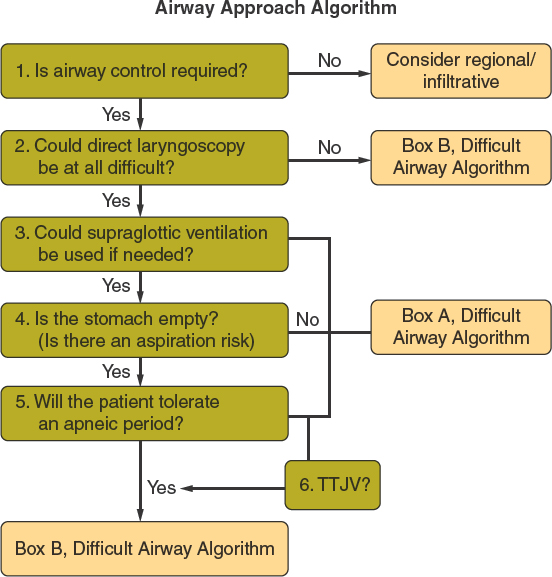 Airway Approach Algorithm
1. Is airway control required?
No
Consider regional/
infiltrative
Yes
2. Could direct laryngoscopy
be at all difficult?
No
Box B, Difficult
Airway Algorithm
Yes
3. Could supraglottic ventilation
be used if needed?
Yes
4. Is the stomach empty?
(Is there an aspiration risk)
No
Box A, Difficult
Airway Algorithm
Yes
5. Will the patient tolerate
an apneic period?
6. TTJV?
Yes
Box B, Difficult Airway Algorithm